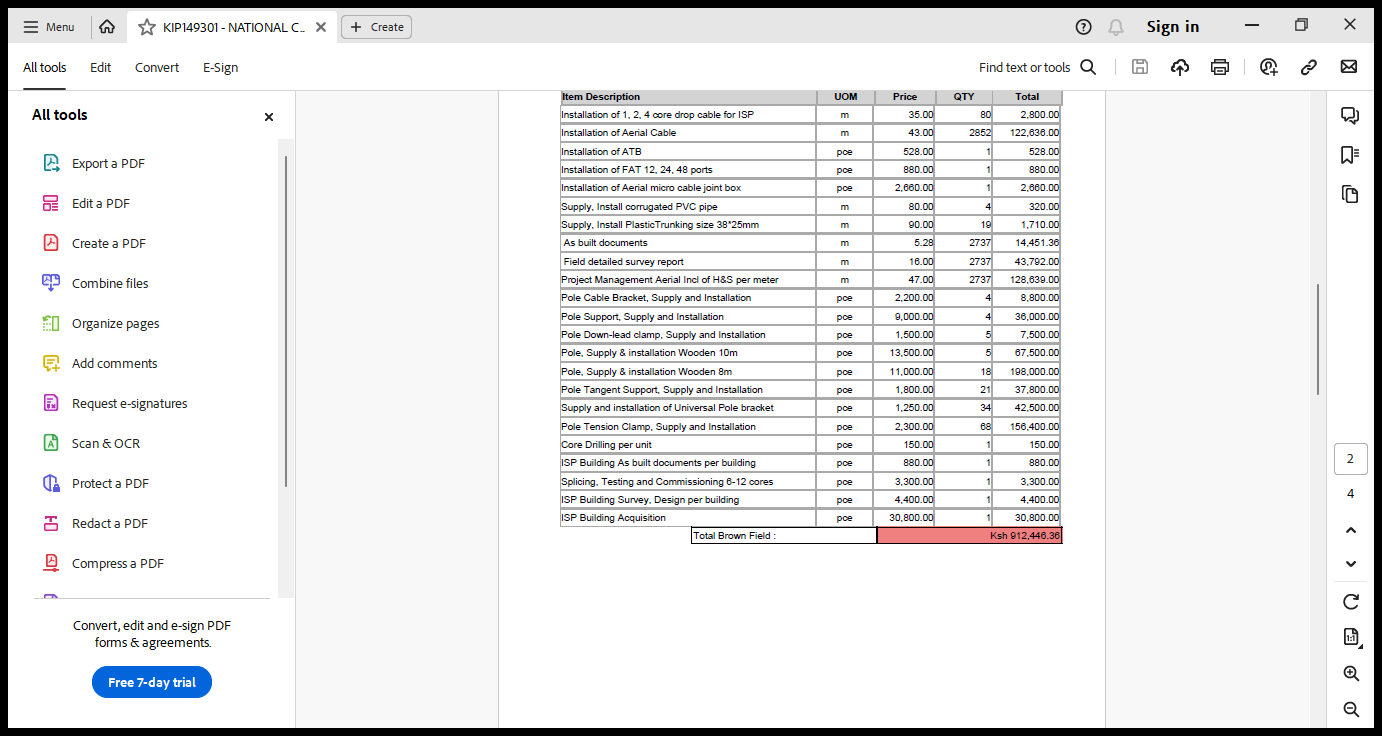 Menu KIP149301 - NATIONAL C... Create Sign in
All tools Edit Convert E-Sign Find text or tools
All tools
Export a PDF
Edit a PDF
Create a PDF
Combine files
Organize pages
Add comments
Request e-signatures
Scan & OCR
Protect a PDF
Redact a PDF
Compress a PDF
Convert, edit and e-sign PDF
forms & agreements.
Free 7-day trial
Item Description UOM Price QTY Total
Installation of 1, 2, 4 core drop cable for ISP m 35.00 80 2,800.00
Installation of Aerial Cable m 43.00 2852 122,636.00
Installation of ATB pce 528.00 1 528.00
Installation of FAT 12, 24, 48 ports pce 880.00 1 880.00
Installation of Aerial micro cable joint box pce 2,660.00 1 2,660.00
Supply, Install corrugated PVC pipe m 80.00 4 320.00
Supply, Install PlasticTrunking size 38*25mm m 90.00 19 1,710.00
As built documents m 5.28 2737 14,451.36
Field detailed survey report m 16.00 2737 43,792.00
Project Management Aerial Incl of H&S per meter m 47.00 2737 128,639.00
Pole Cable Bracket, Supply and Installation pce 2,200.00 4 8,800.00
Pole Support, Supply and Installation pce 9,000.00 4 36,000.00
Pole Down-lead clamp, Supply and Installation pce 1,500.00 5 7,500.00
Pole, Supply & installation Wooden 10m pce 13,500.00 5 67,500.00
Pole, Supply & installation Wooden 8m pce 11,000.00 18 198,000.00
Pole Tangent Support, Supply and Installation pce 1,800.00 21 37,800.00
Supply and installation of Universal Pole bracket pce 1,250.00 34 42,500.00
Pole Tension Clamp, Supply and Installation pce 2,300.00 68 156,400.00
Core Drilling per unit pce 150.00 1 150.00
ISP Building As built documents per building pce 880.00 1 880.00
Splicing, Testing and Commissioning 6-12 cores pce 3,300.00 1 3,300.00
ISP Building Survey, Design per building pce 4,400.00 1 4,400.00
ISP Building Acquisition pce 30,800.00 1 30,800.00
Total Brown Field : Ksh 912,446.36
2
4